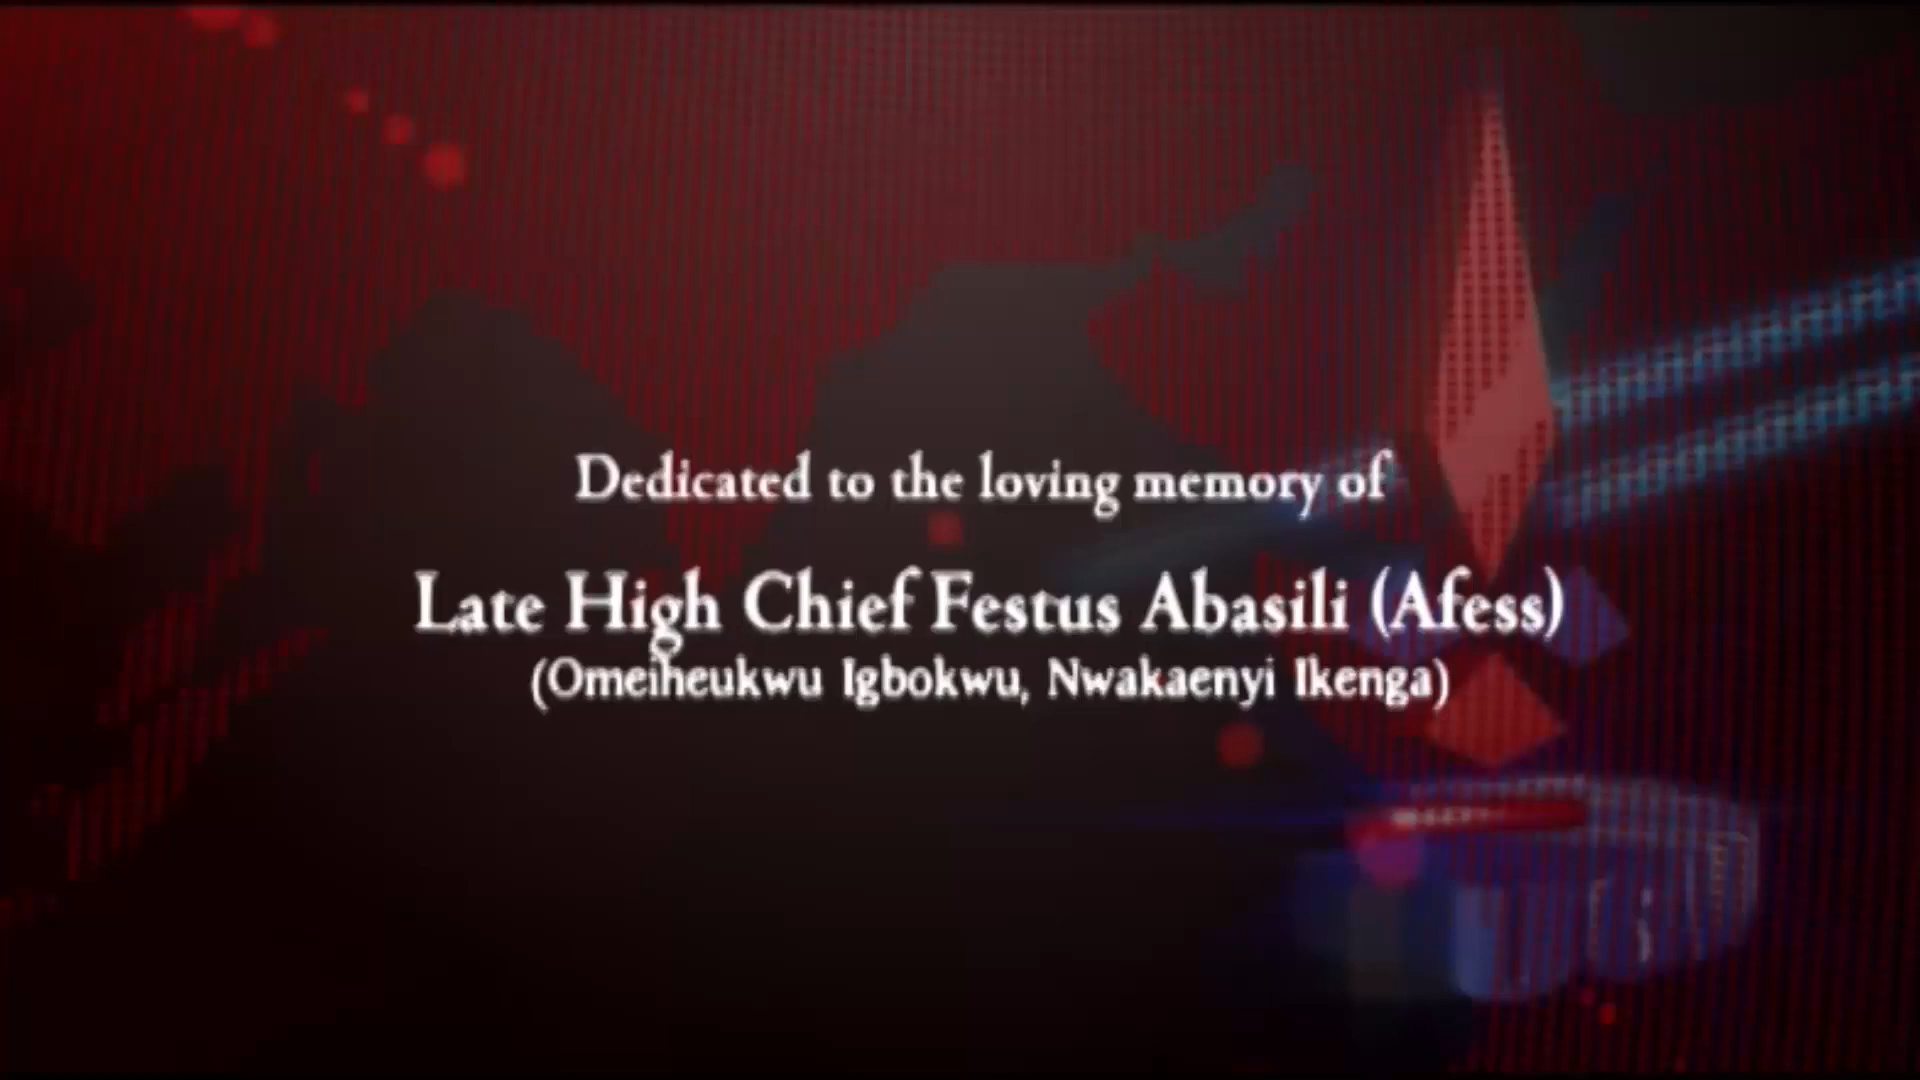 Dedicated to the loving memory of
Late High Chief Festus Abasili (Afess)
(Omeiheukwu Igbokwu, Nwakaenyi Ikenga)